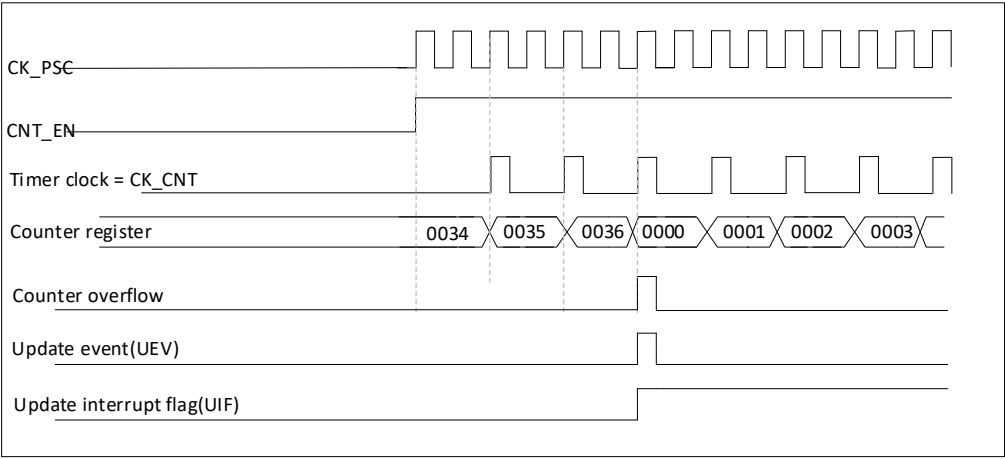 CK_PSC
CNT_EN
Timer clock = CK_CNT
Counter register 0034 0035 0036 0000 0001 0002 0003
Counter overflow
Update event(UEV)
Update interrupt flag(UIF)